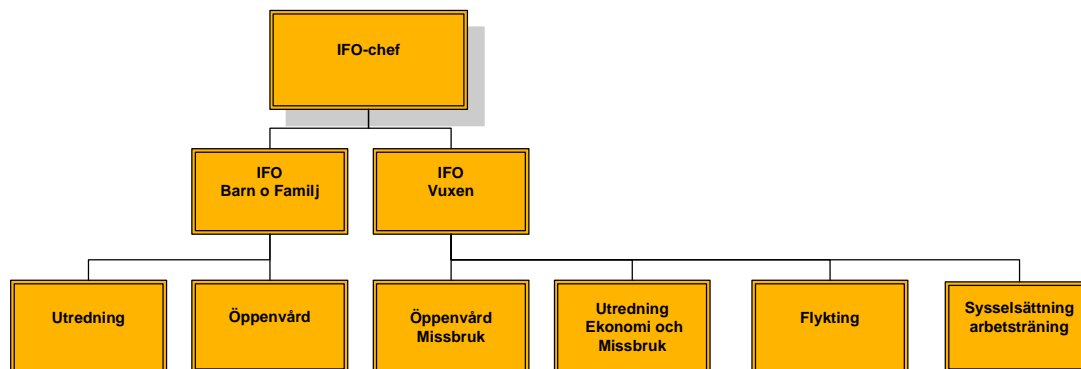 IFO-chef
IFO
Barn o Familj
IFO
Vuxen
Utredning
Öppenvård
Öppenvård
Missbruk
Utredning
Ekonomi och
Missbruk
Flykting
Sysselsättning
arbetsträning